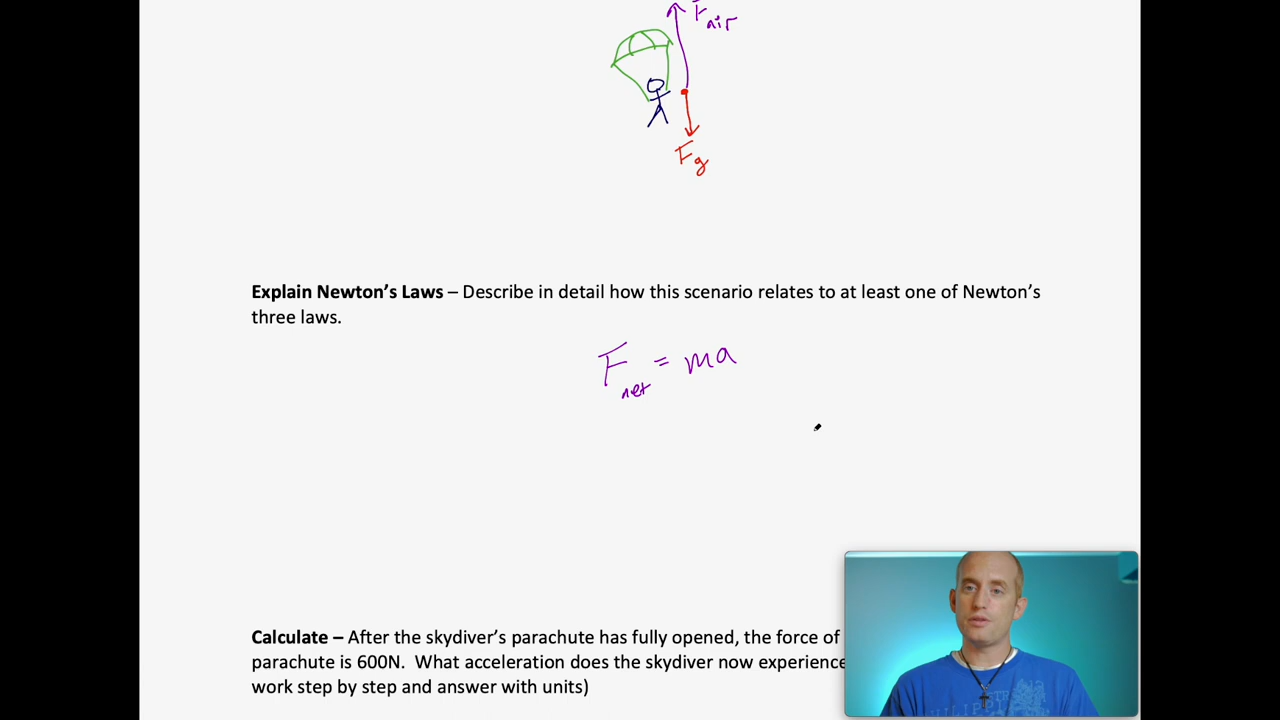 F air
Fg
Explain Newton's Laws – Describe in detail how this scenario relates to at least one of Newton's
three laws.
F net = ma
Calculate – After the skydiver's parachute has fully opened, the force of
parachute is 600N. What acceleration does the skydiver now experience
work step by step and answer with units)